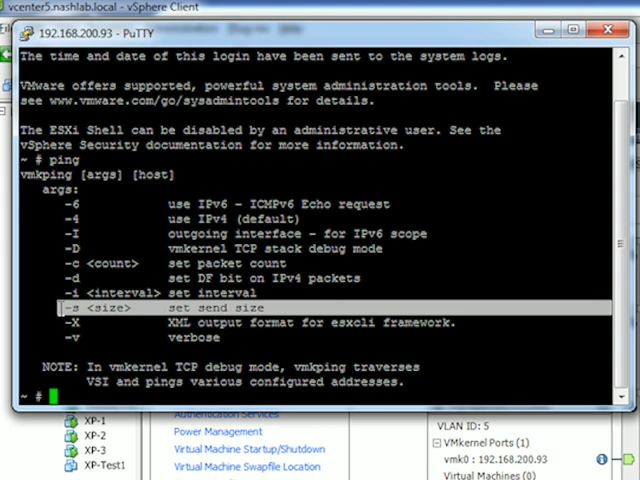 vcenter5.nashlab.local - vSphere Client
192.168.200.93 - PuTTY
The time and date of this login have been sent to the system logs.
VMware offers supported, powerful system administration tools.  Please
see www.vmware.com/go/sysadmintools for details.
The ESXi Shell can be disabled by an administrative user. See the
vSphere Security documentation for more information.
~ # ping
vmkping [args] [host]
args:
-6 use IPv6 - ICMPv6 Echo request
-4 use IPv4 (default)
-I outgoing interface - for IPv6 scope
-D vmkernel TCP stack debug mode
-c <count> set packet count
-d set DF bit on IPv4 packets
-i <interval> set interval
-s <size> set send size
-X XML output format for esxcli framework.
-v verbose
NOTE: In vmkernel TCP debug mode, vmkping traverses
VSI and pings various configured addresses.
~ #
XP-1
XP-2
XP-3
XP-Test1
Authentication Services
Power Management
Virtual Machine Startup/Shutdown
Virtual Machine Swapfile Location
VLAN ID: 5
VMkernel Ports (1)
vmk0 : 192.168.200.93
Virtual Machines (1)